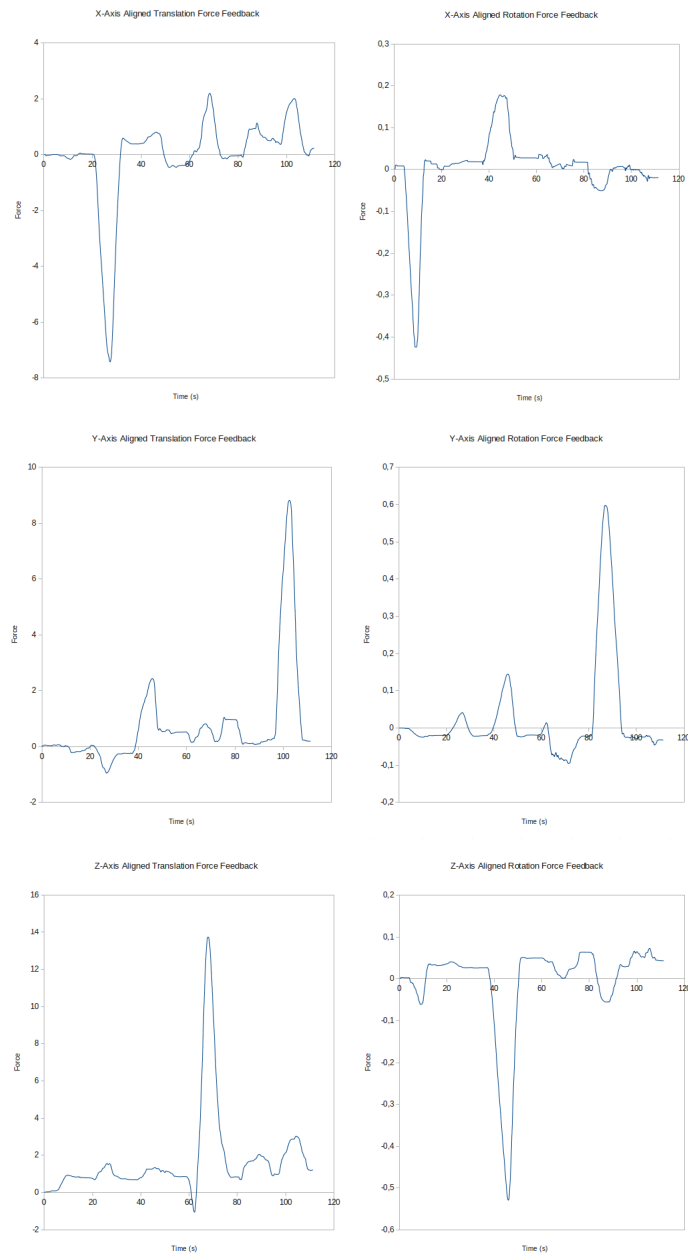 X-Axis Aligned Translation Force Feedback
4
2
0
-2
-4
-6
-8
0 20 40 60 80 100 120
Force
Time (s)
X-Axis Aligned Rotation Force Feedback
0,3
0,2
0,1
0
-0,1
-0,2
-0,3
-0,4
-0,5
0 20 40 60 80 100 120
Force
Time (s)
Y-Axis Aligned Translation Force Feedback
10
8
6
4
2
0
-2
0 20 40 60 80 100 120
Force
Time (s)
Y-Axis Aligned Rotation Force Feedback
0,7
0,6
0,5
0,4
0,3
0,2
0,1
0
-0,1
-0,2
0 20 40 60 80 100 120
Force
Time (s)
Z-Axis Aligned Translation Force Feedback
16
14
12
10
8
6
4
2
0
-2
0 20 40 60 80 100 120
Force
Time (s)
Z-Axis Aligned Rotation Force Feedback
0,2
0,1
0
-0,1
-0,2
-0,3
-0,4
-0,5
-0,6
0 20 40 60 80 100 120
Force
Time (s)